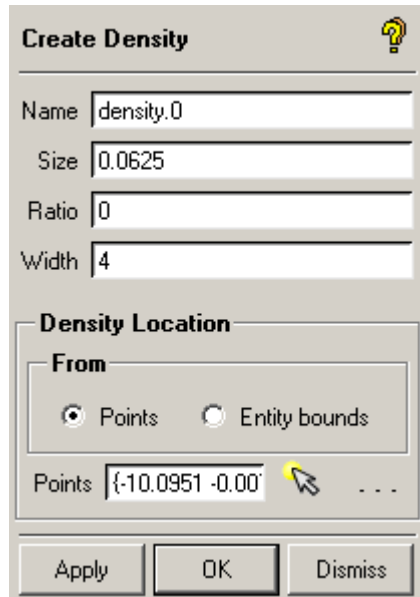 Create Density
Name density.0
Size 0.0625
Ratio 0
Width 4
Density Location
From
Points Entity bounds
Points {-10.0951 -0.00
. . .
Apply OK Dismiss